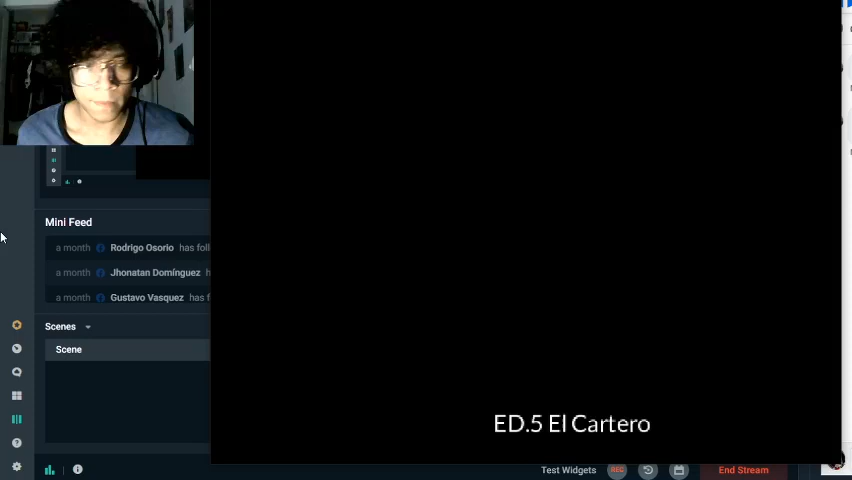 Mini Feed
a month Rodrigo Osorio has foll
a month Jhonatan Domínguez h
a month Gustavo Vasquez has f
Scenes
Scene
ED.5 El Cartero
Test Widgets REC End Stream